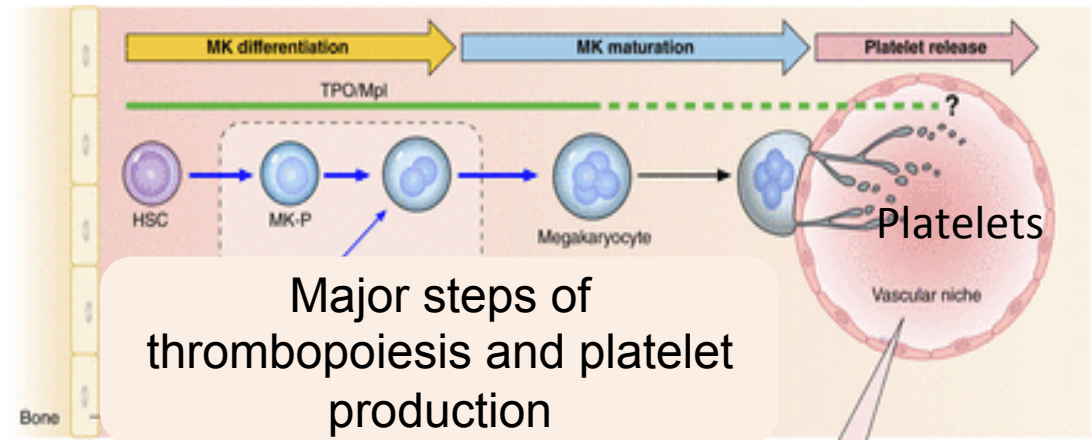 MK differentiation
MK maturation
Platelet release
TPO/Mpl
?
HSC
MK-P
Megakaryocyte
Platelets
Vascular niche
Major steps of
thrombopoiesis and platelet
production
Bone